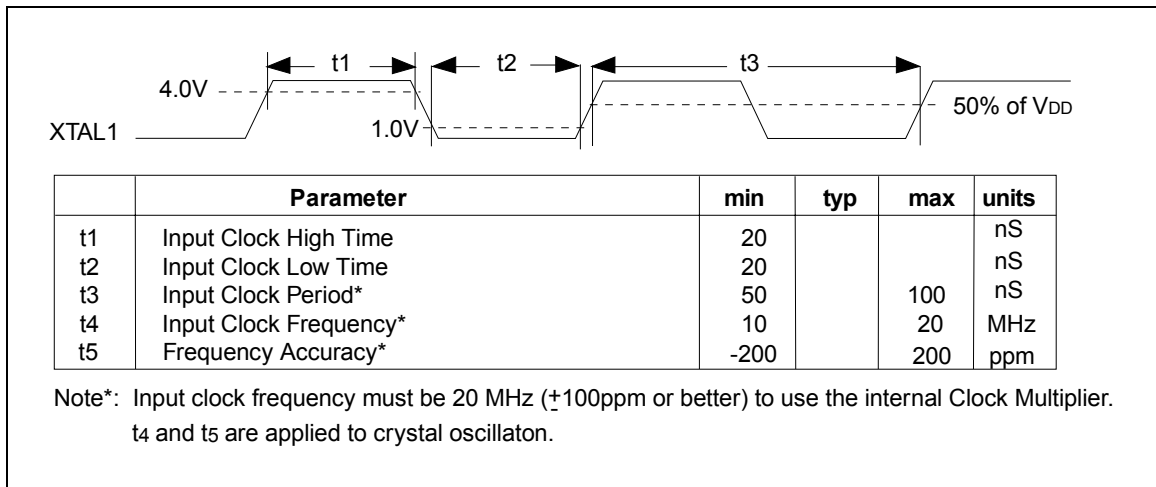 t1 t2 t3
4.0V
50% of VDD
XTAL1 1.0V
Parameter min typ max units
t1 Input Clock High Time 20 nS
t2 Input Clock Low Time 20 nS
t3 Input Clock Period* 50 100 nS
t4 Input Clock Frequency* 10 20 MHz
t5 Frequency Accuracy* -200 200 ppm
Note*: Input clock frequency must be 20 MHz (±100ppm or better) to use the internal Clock Multiplier.
t4 and t5 are applied to crystal oscillaton.